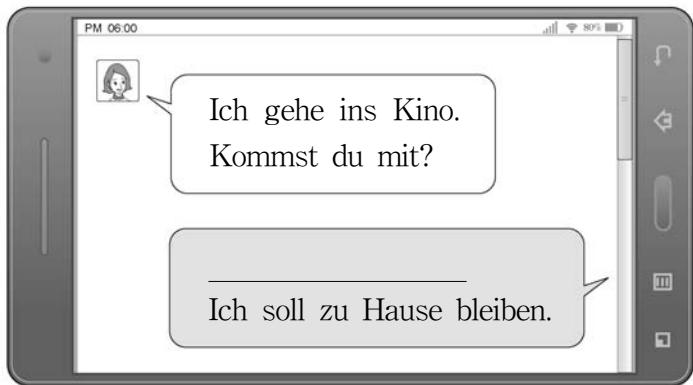 PM 06:00 80%
Ich gehe ins Kino.
Kommst du mit?
Ich soll zu Hause bleiben.